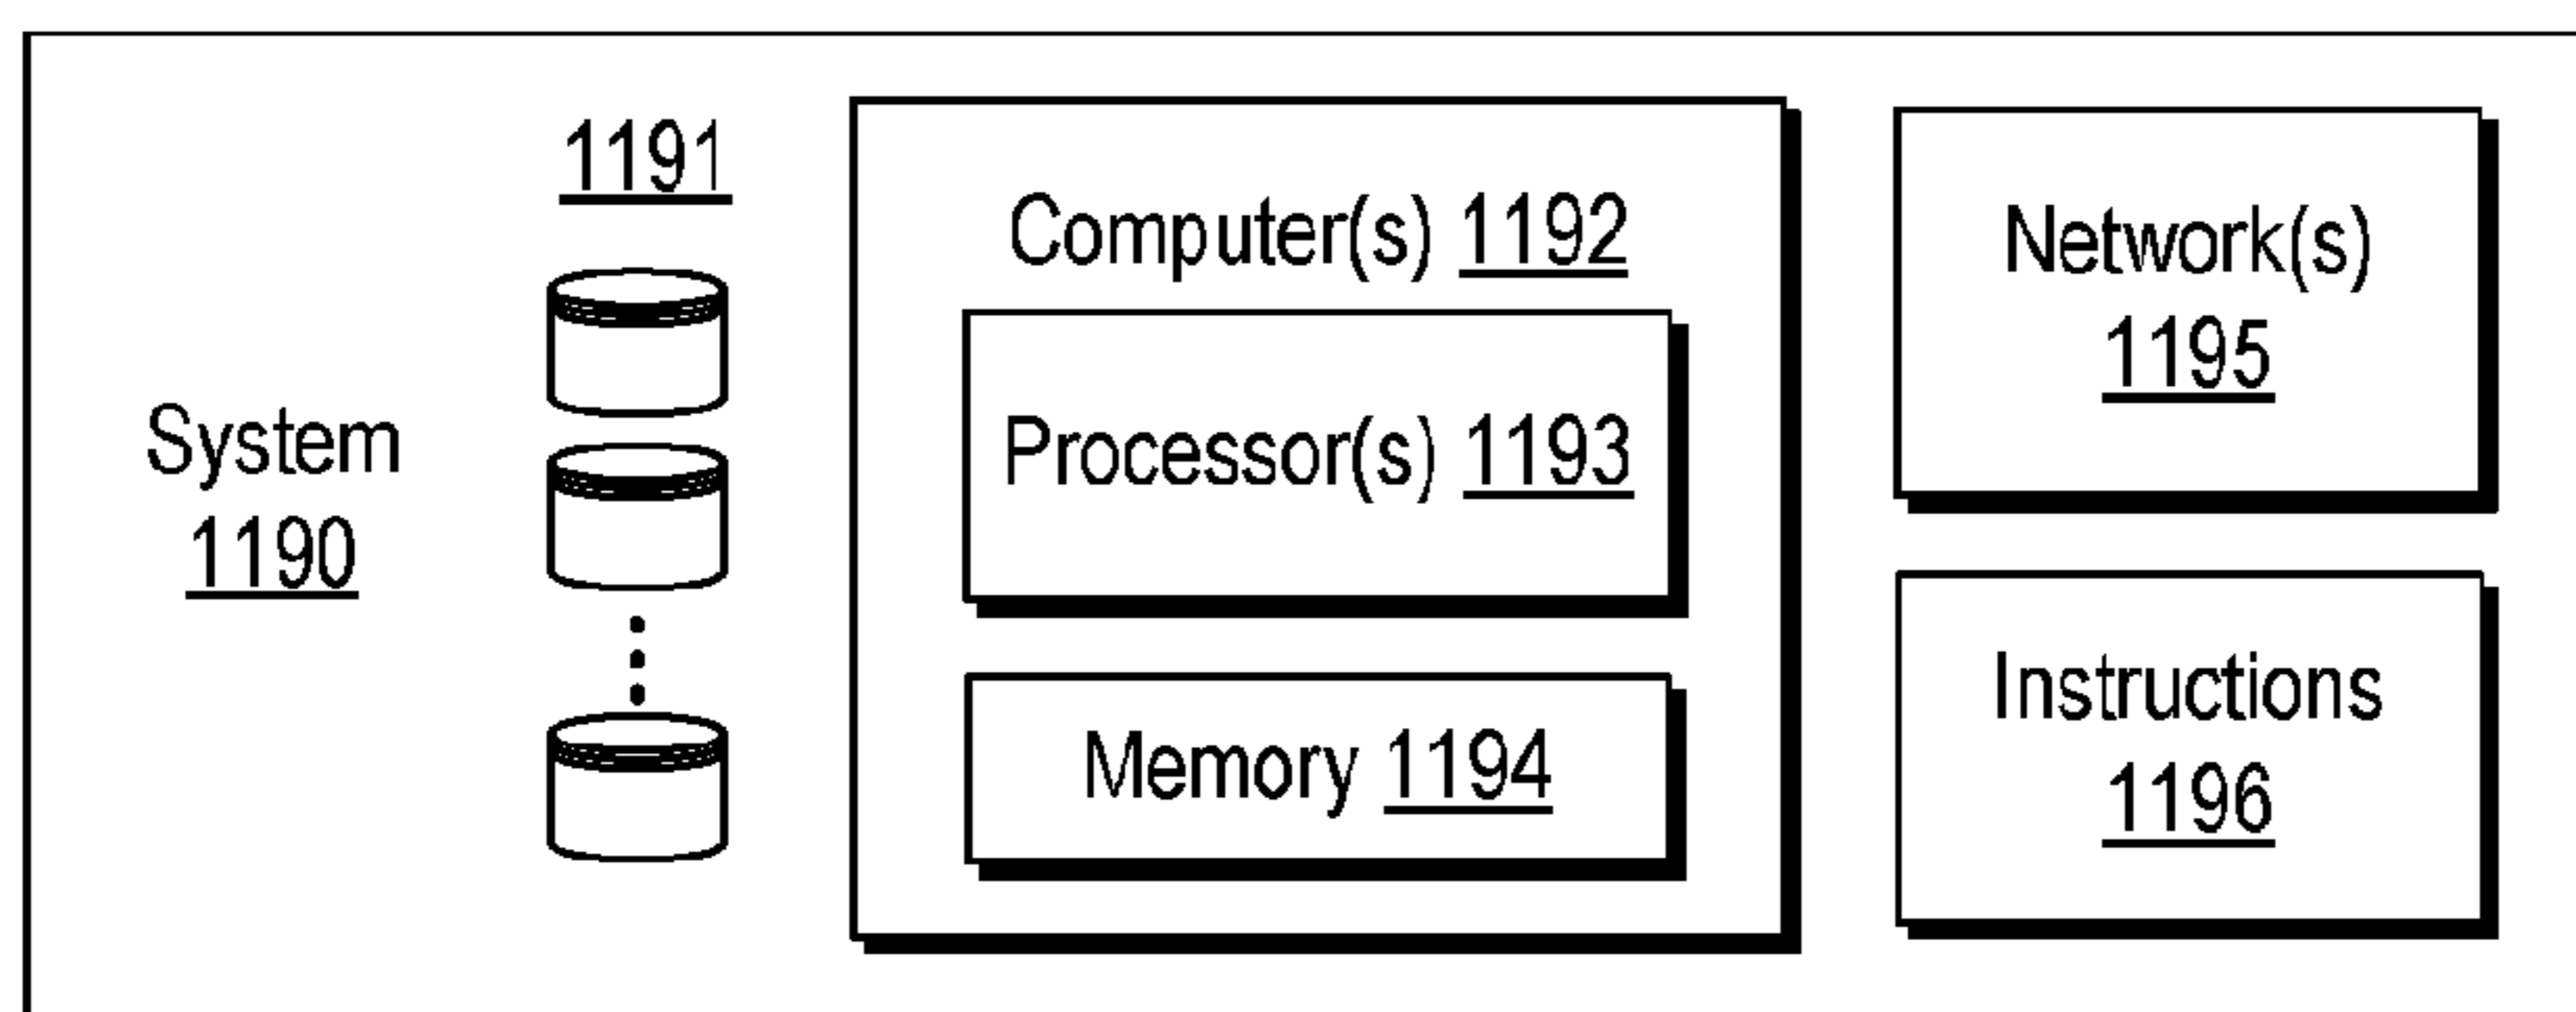 System
1190
1191
Computer(s) 1192
Processor(s) 1193
Memory 1194
Network(s)
1195
Instructions
1196